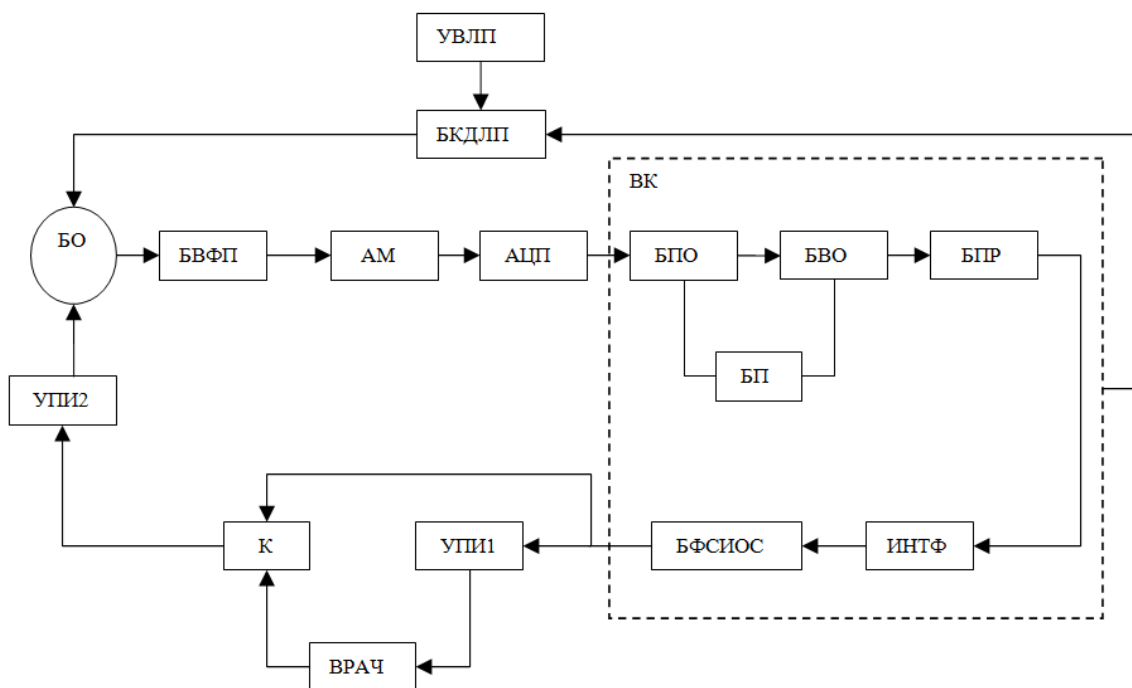 УВЛП
БКДЛП
ВК
БО
БВФП
АМ
АЦП
БПО
БВО
БПР
БП
УПИ2
К
УПИ1
БФСИОС
ИНТФ
ВРАЧ